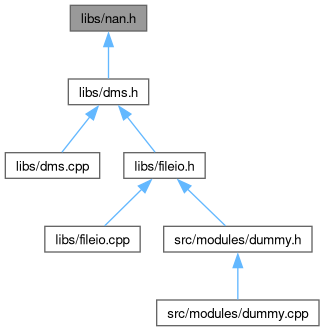 libs/nan.h
libs/dms.h
libs/dms.cpp
libs/fileio.h
libs/fileio.cpp
src/modules/dummy.h
src/modules/dummy.cpp